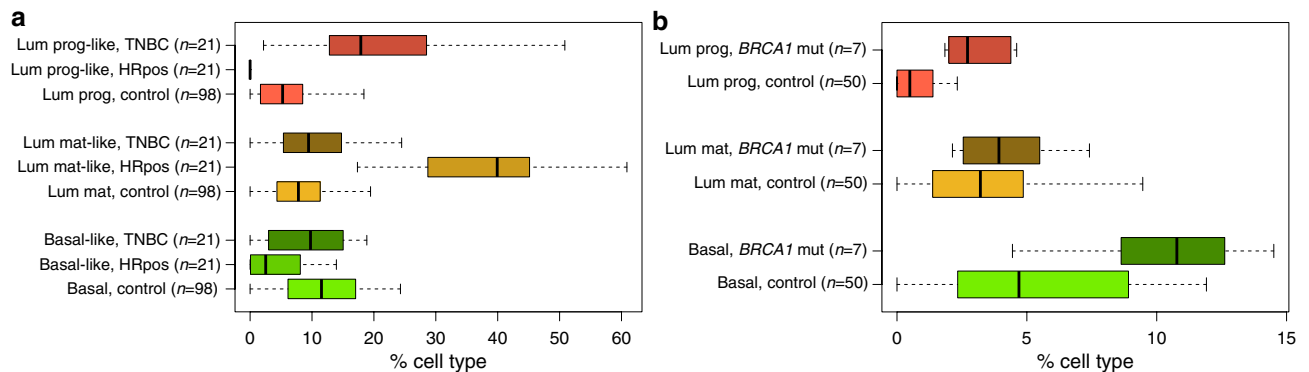 a
Lum prog-like, TNBC (n=21)
Lum prog-like, HRpos (n=21)
Lum prog, control (n=98)
Lum mat-like, TNBC (n=21)
Lum mat-like, HRpos (n=21)
Lum mat, control (n=98)
Basal-like, TNBC (n=21)
Basal-like, HRpos (n=21)
Basal, control (n=98)
0 10 20 30 40 50 60
% cell type
b
Lum prog, BRCA1 mut (n=7)
Lum prog, control (n=50)
Lum mat, BRCA1 mut (n=7)
Lum mat, control (n=50)
Basal, BRCA1 mut (n=7)
Basal, control (n=50)
0 5 10 15
% cell type